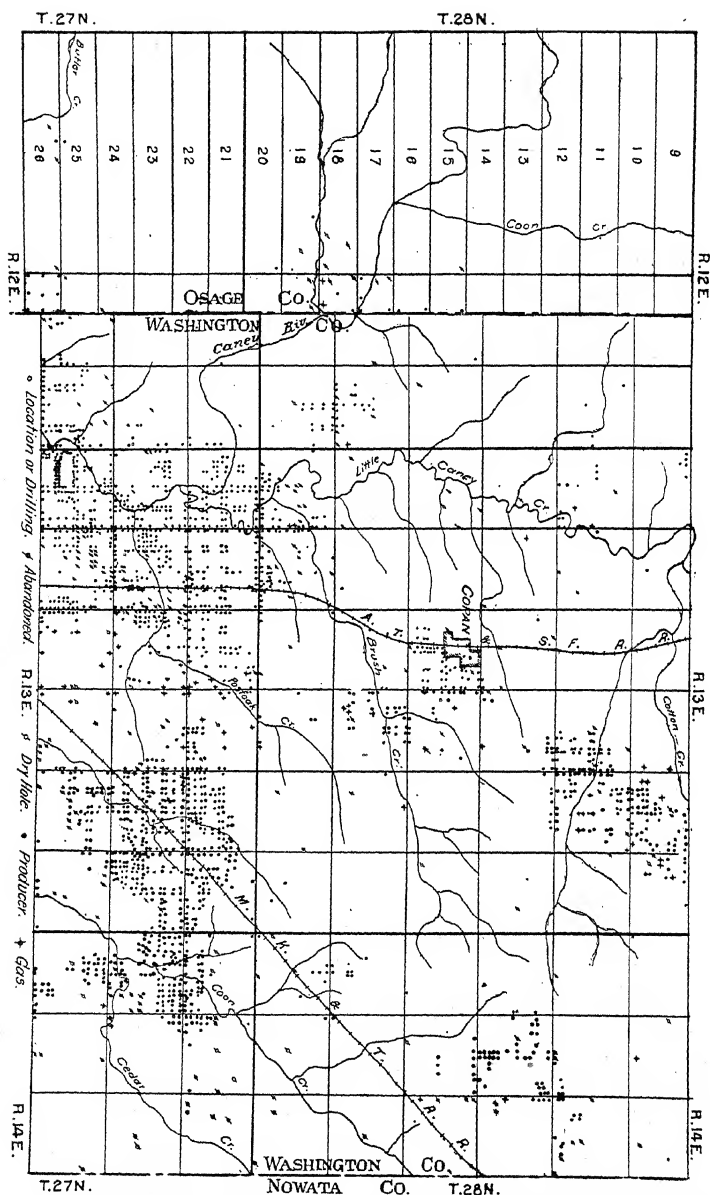 T.27N. T.28N.
Butler Cr.
26 25 24 23 22 21 20 19 18 17 16 15 14 13 12 11 10 9
Coon Cr.
R.12E. R.12E.
OSAGE Co.
WASHINGTON Co.
Caney Riv.
Little Caney Cr.
COPAN
A. T. & S. F. R. R.
Brush Cr.
Cotton Cr.
Postoak Cr.
R.13E. R.13E.
M. K. & T. R. R.
Coon Cr.
Cedar Cr.
Location or Drilling. Abandoned. Dry Hole. Producer. Gas.
R.14E. R.14E.
WASHINGTON Co.
NOWATA Co.
T.27N. T.28N.